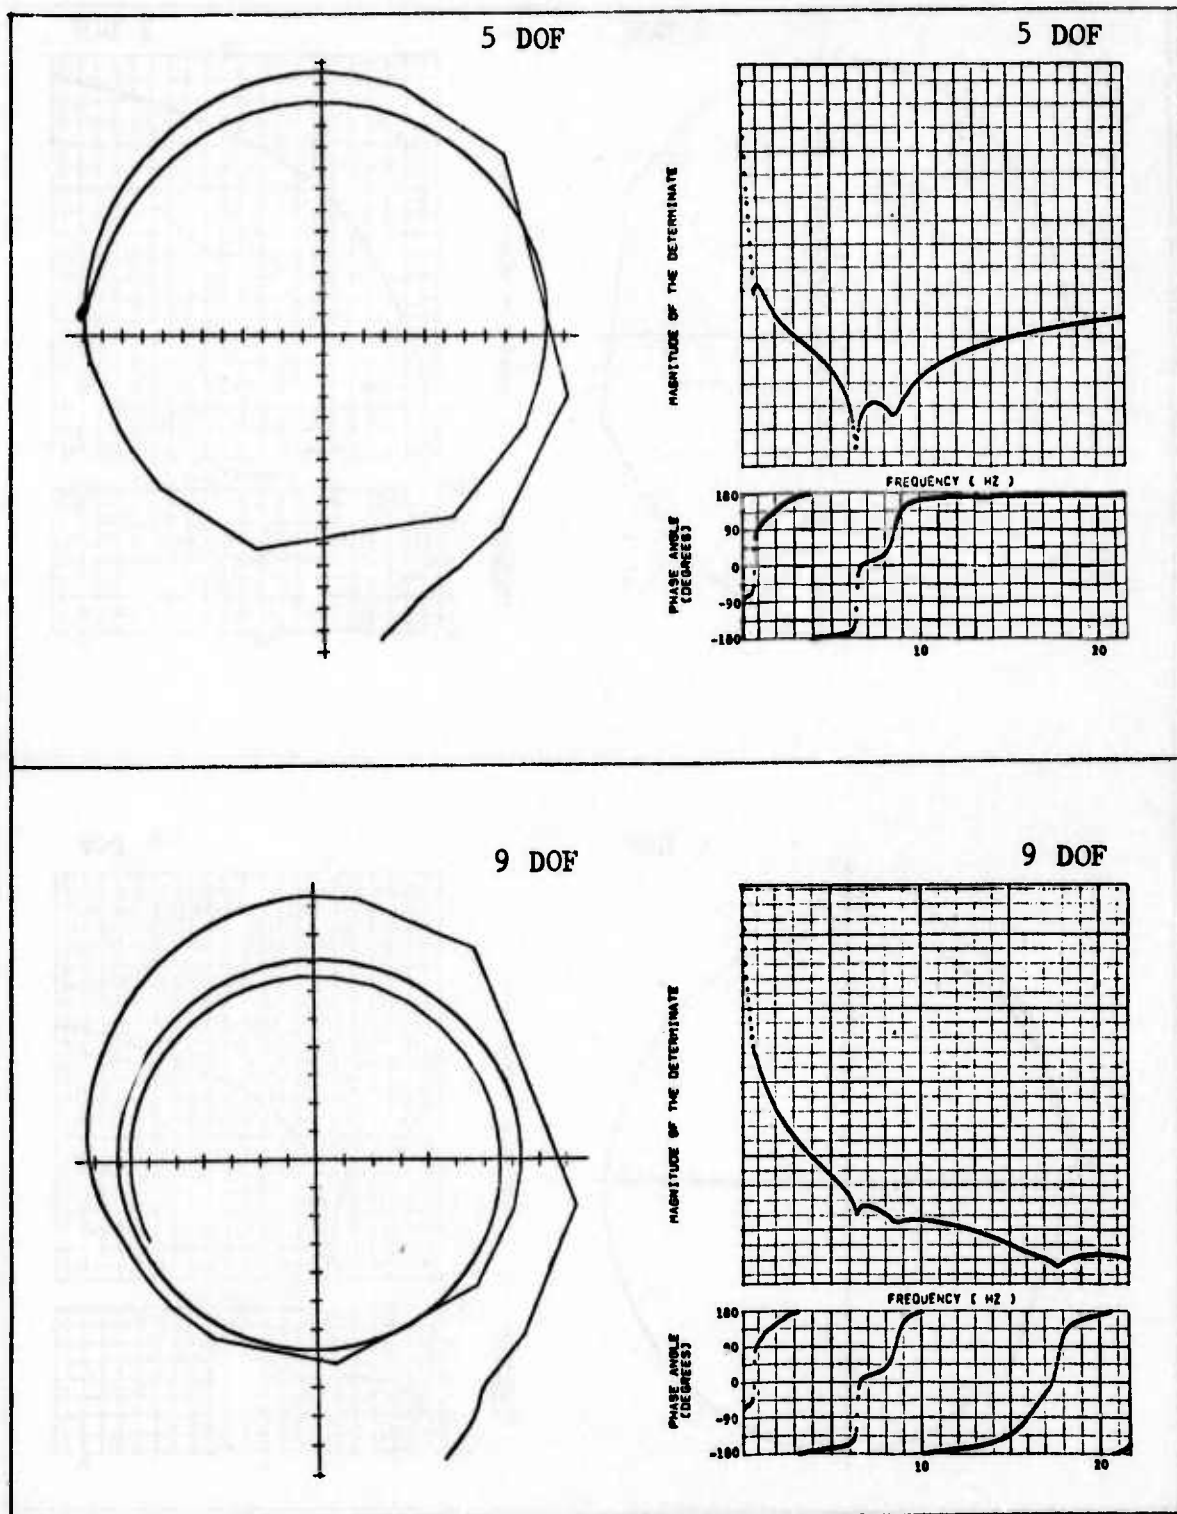 5 DOF
5 DOF
MAGNITUDE OF THE DETERMINATE
FREQUENCY ( HZ )
PHASE ANGLE
(DEGREES)
180
90
0
-90
-180
10
20
9 DOF
9 DOF
MAGNITUDE OF THE DETERMINATE
FREQUENCY ( HZ )
PHASE ANGLE
(DEGREES)
180
90
0
-90
-180
10
20